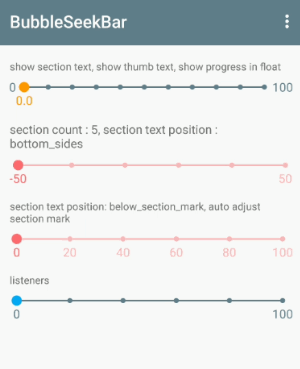 BubbleSeekBar
show section text, show thumb text, show progress in float
0 100
0.0
section count : 5, section text position :
bottom_sides
-50 50
section text position: below_section_mark, auto adjust
section mark
0 20 40 60 80 100
listeners
0 100